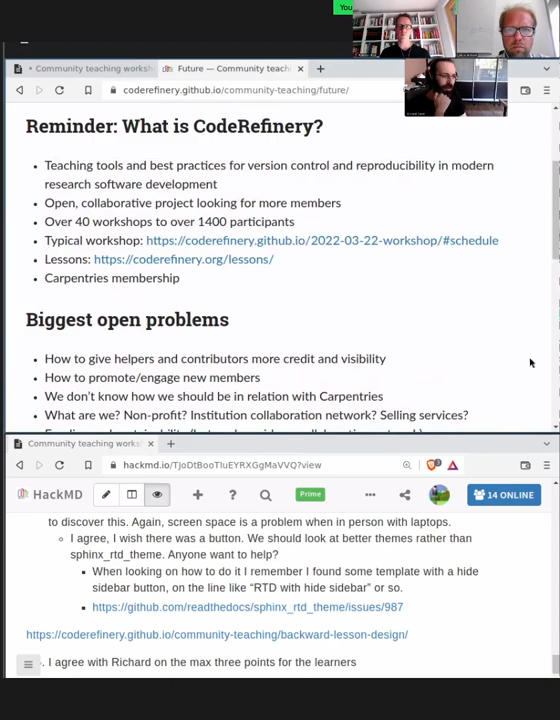 You
Community teaching worksh
Future — Community teach
coderefinery.github.io/community-teaching/future/
Reminder: What is CodeRefinery?
• Teaching tools and best practices for version control and reproducibility in modern
research software development
• Open, collaborative project looking for more members
• Over 40 workshops to over 1400 participants
• Typical workshop: https://coderefinery.github.io/2022-03-22-workshop/#schedule
• Lessons: https://coderefinery.org/lessons/
• Carpentries membership
Biggest open problems
• How to give helpers and contributors more credit and visibility
• How to promote/engage new members
• We don't know how we should be in relation with Carpentries
• What are we? Non-profit? Institution collaboration network? Selling services?
Community teaching works
hackmd.io/TJoDtBooTIuEYRXGgMaVVQ?view
HackMD
Prime
14 ONLINE
to discover this. Again, screen space is a problem when in person with laptops.
I agree, I wish there was a button. We should look at better themes rather than
sphinx_rtd_theme. Anyone want to help?
When looking on how to do it I remember I found some template with a hide
sidebar button, on the line like "RTD with hide sidebar" or so.
https://github.com/readthedocs/sphinx_rtd_theme/issues/987
https://coderefinery.github.io/community-teaching/backward-lesson-design/
. I agree with Richard on the max three points for the learners